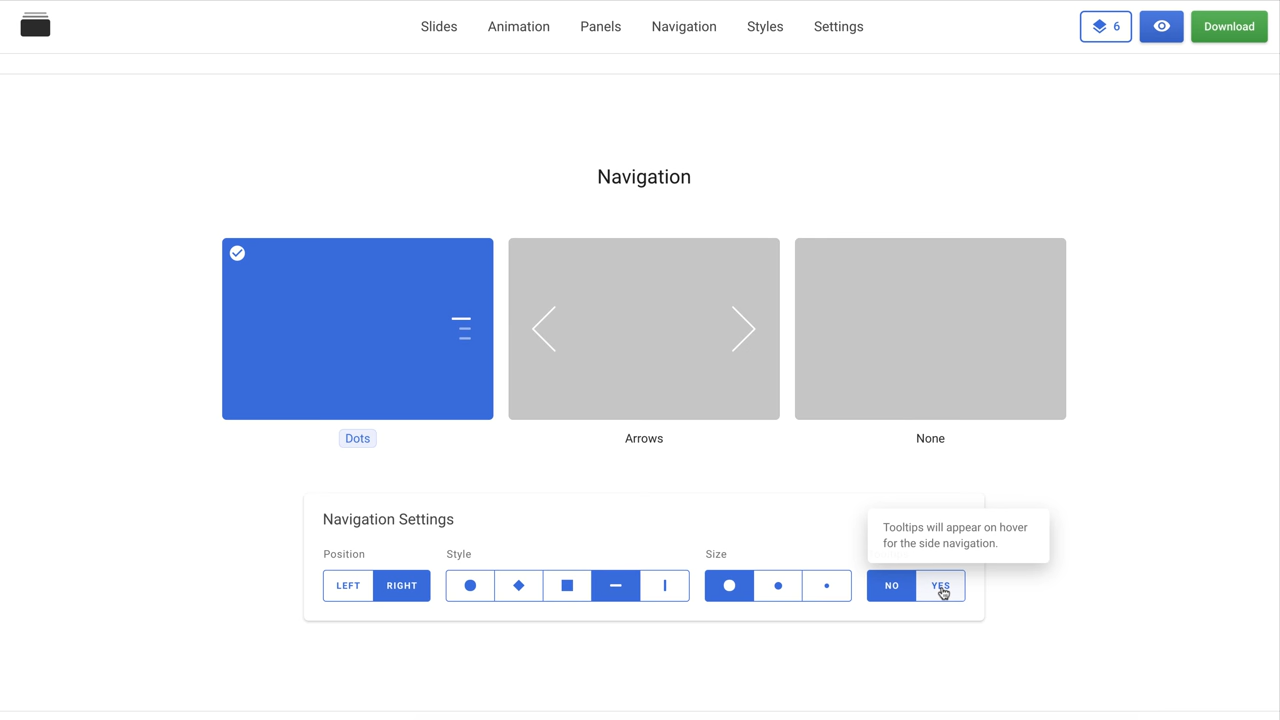 Slides Animation Panels Navigation Styles Settings 6 Download
Navigation
Dots Arrows None
Navigation Settings
Tooltips will appear on hover
for the side navigation.
Position Style Size
LEFT RIGHT NO YES